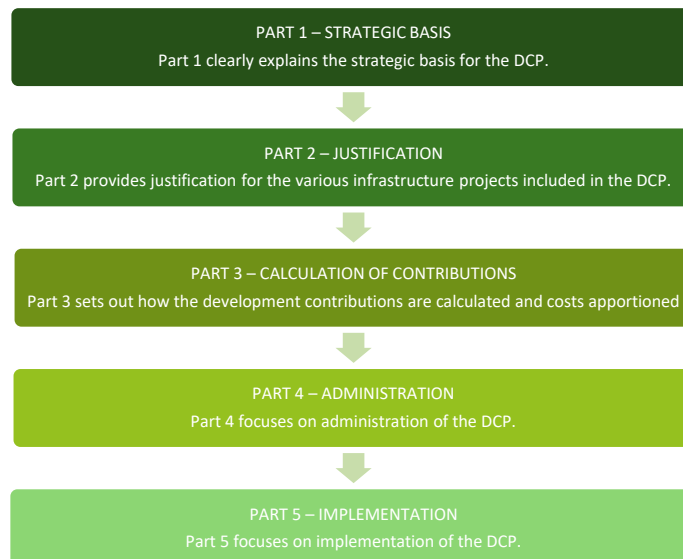 PART 1 – STRATEGIC BASIS
Part 1 clearly explains the strategic basis for the DCP.
PART 2 – JUSTIFICATION
Part 2 provides justification for the various infrastructure projects included in the DCP.
PART 3 – CALCULATION OF CONTRIBUTIONS
Part 3 sets out how the development contributions are calculated and costs apportioned
PART 4 – ADMINISTRATION
Part 4 focuses on administration of the DCP.
PART 5 – IMPLEMENTATION
Part 5 focuses on implementation of the DCP.